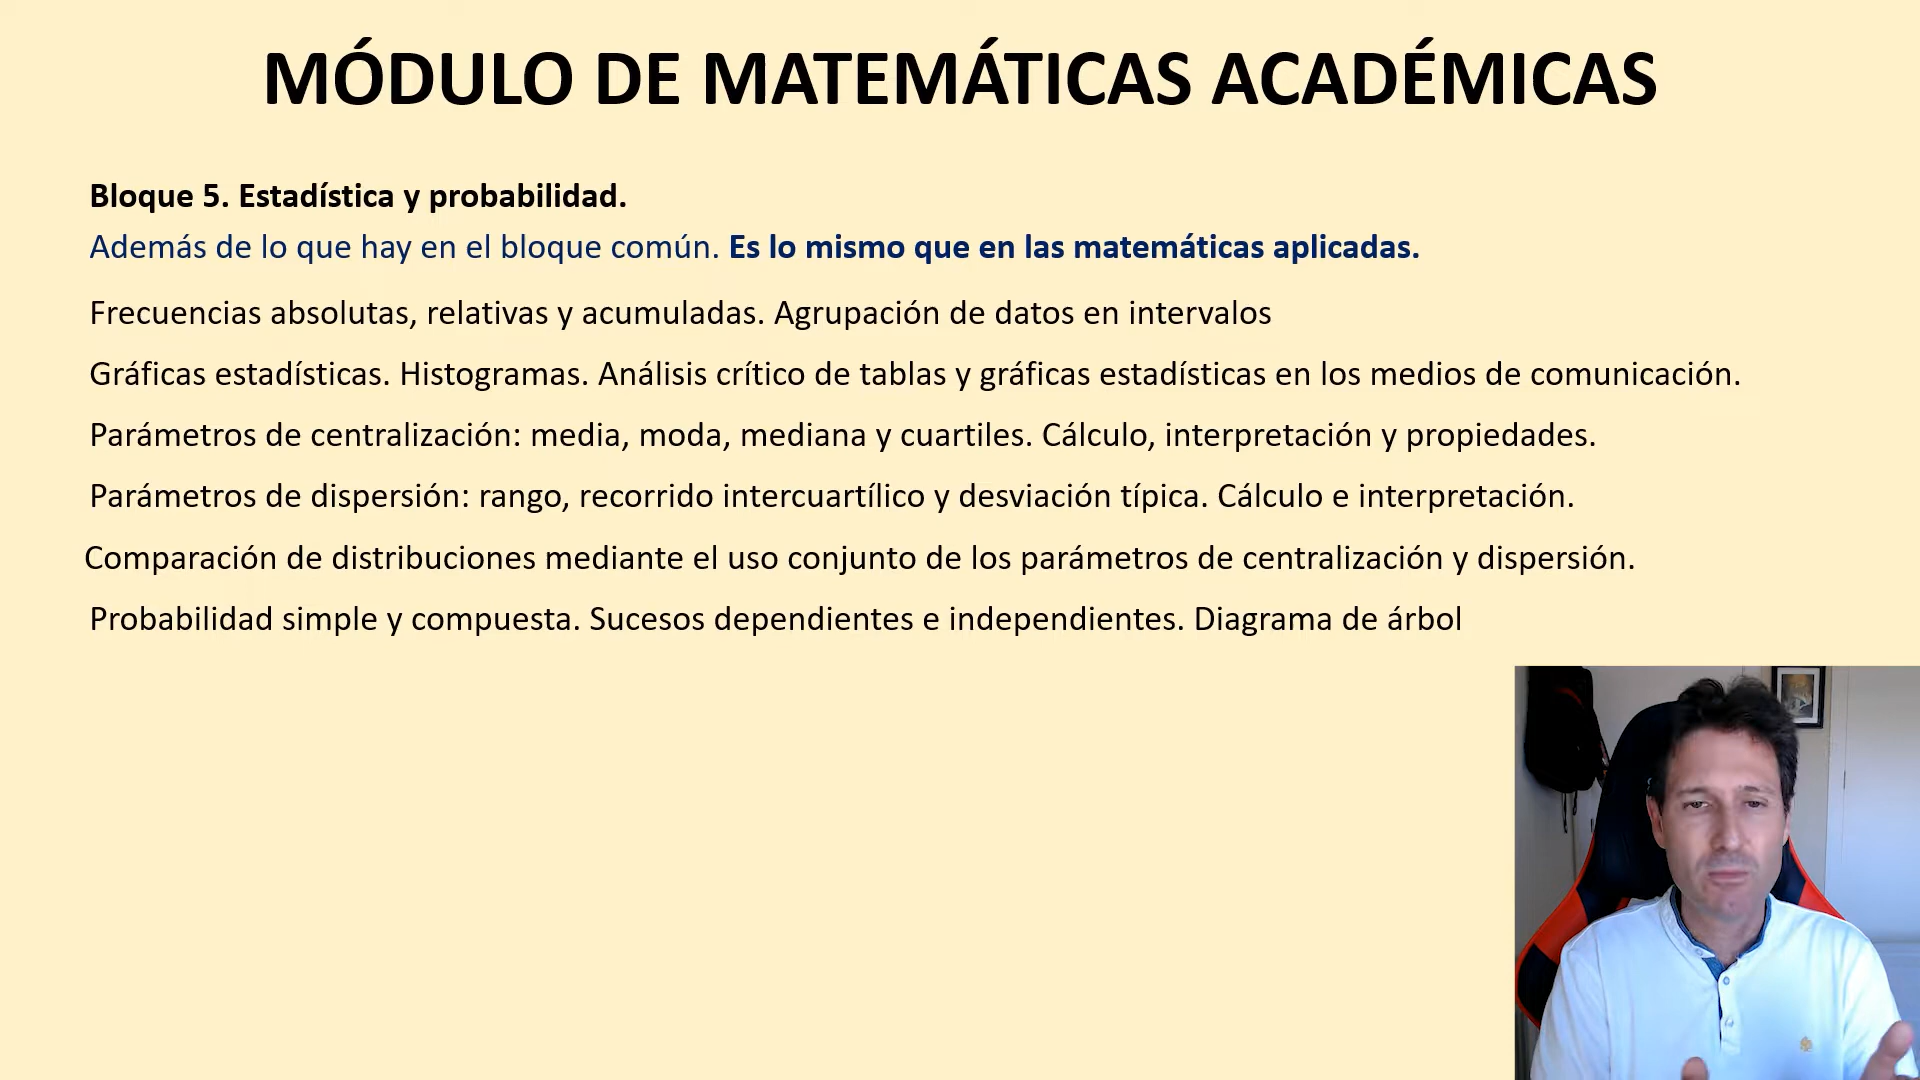 MÓDULO DE MATEMÁTICAS ACADÉMICAS
Bloque 5. Estadística y probabilidad.
Además de lo que hay en el bloque común. Es lo mismo que en las matemáticas aplicadas.
Frecuencias absolutas, relativas y acumuladas. Agrupación de datos en intervalos
Gráficas estadísticas. Histogramas. Análisis crítico de tablas y gráficas estadísticas en los medios de comunicación.
Parámetros de centralización: media, moda, mediana y cuartiles. Cálculo, interpretación y propiedades.
Parámetros de dispersión: rango, recorrido intercuartílico y desviación típica. Cálculo e interpretación.
Comparación de distribuciones mediante el uso conjunto de los parámetros de centralización y dispersión.
Probabilidad simple y compuesta. Sucesos dependientes e independientes. Diagrama de árbol